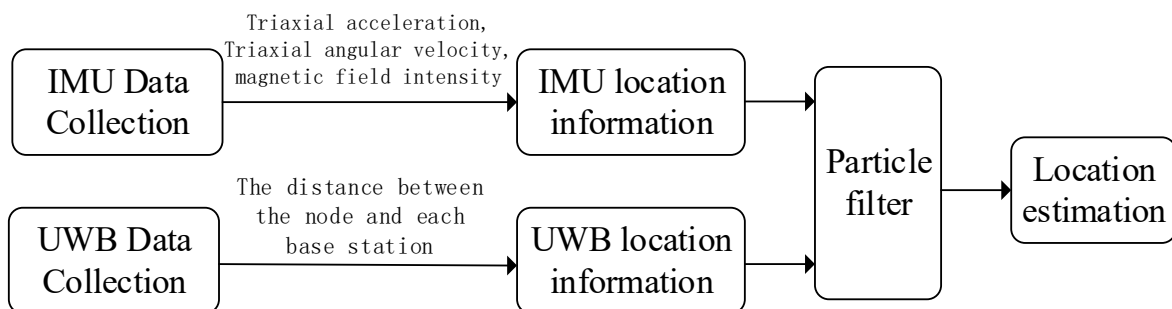 Triaxial acceleration,
Triaxial angular velocity,
magnetic field intensity
IMU Data
Collection
IMU location
information
The distance between
the node and each
base station
UWB Data
Collection
UWB location
information
Particle
filter
Location
estimation